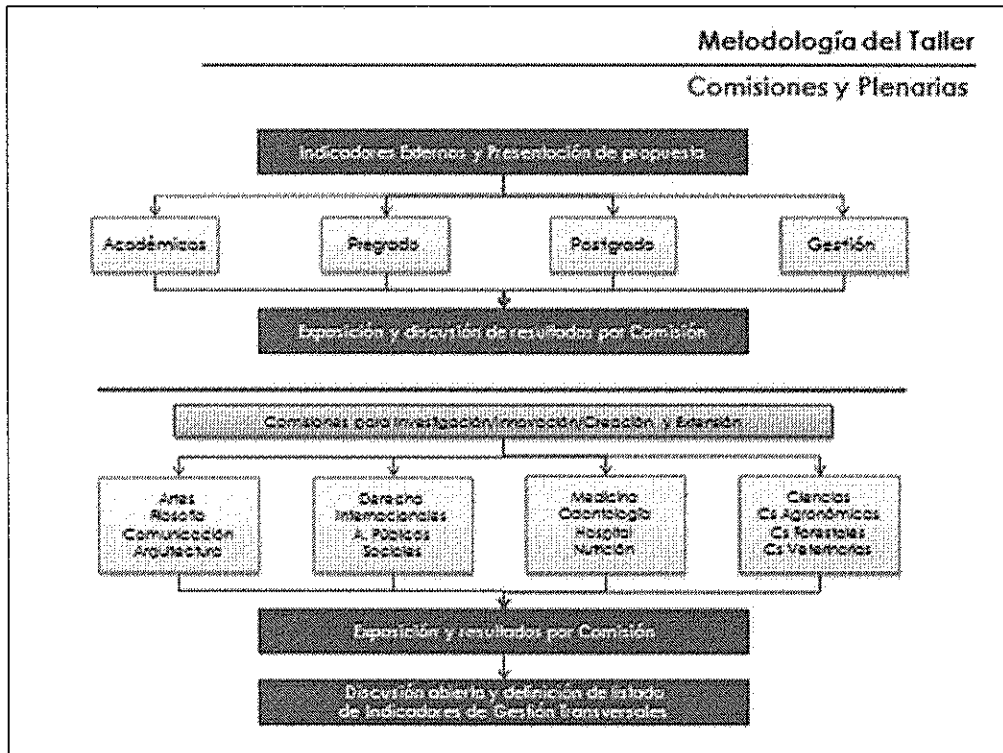 Metodología del Taller
Comisiones y Plenarias
Indicadores Externos y Presentación de propuesta
Académicos
Pregrado
Postgrado
Gestión
Exposición y discusión de resultados por Comisión
Comisiones para Investigación/Innovación/Creación y Extensión
Artes
Filosofía
Comunicación
Arquitectura
Derecho
Internacionales
A. Públicos
Sociales
Medicina
Odontología
Hospital
Nutrición
Ciencias
Cs Agronómicas
Cs Forestales
Cs Veterinarias
Exposición y resultados por Comisión
Discusión abierta y definición de listado
de Indicadores de Gestión Transversales